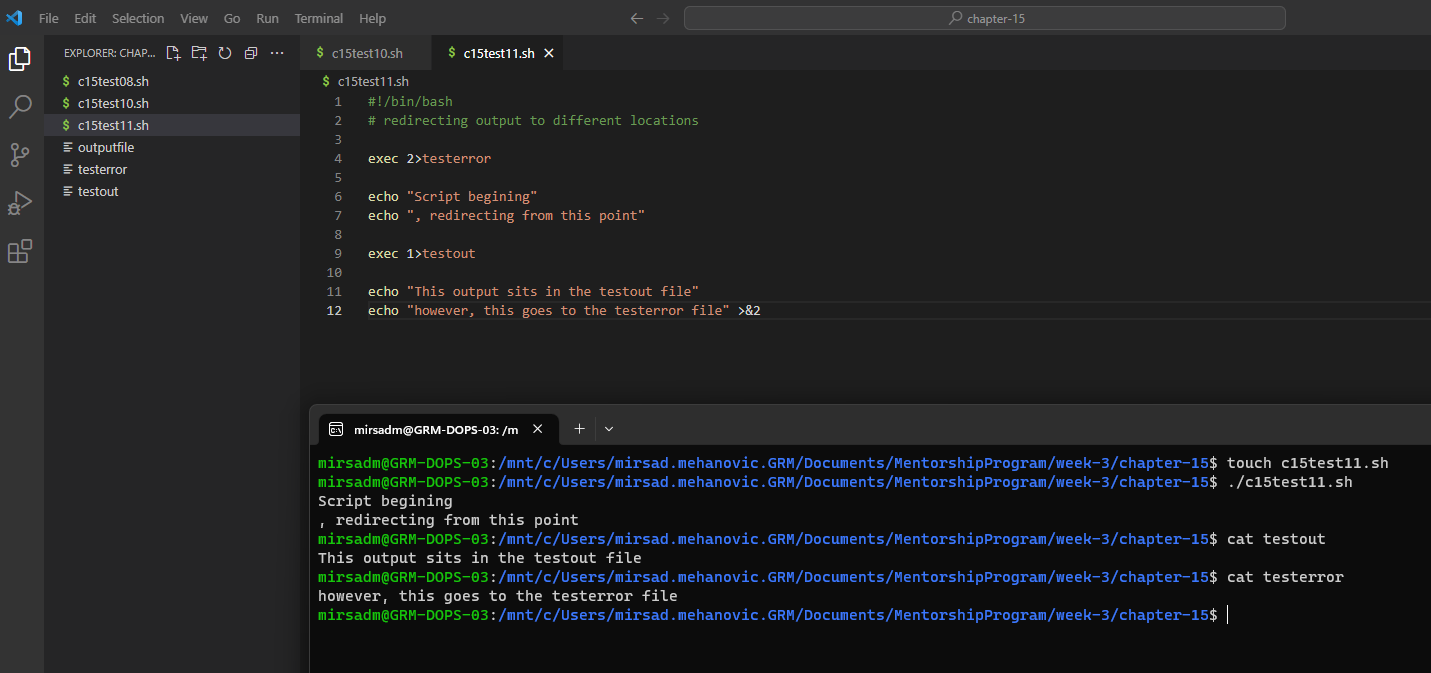 File Edit Selection View Go Run Terminal Help
chapter-15
EXPLORER: CHAP...
c15test10.sh
c15test11.sh
$ c15test08.sh
$ c15test10.sh
$ c15test11.sh
outputfile
testerror
testout
$ c15test11.sh
1 #!/bin/bash
2 # redirecting output to different locations
3
4 exec 2>testerror
5
6 echo "Script begining"
7 echo ", redirecting from this point"
8
9 exec 1>testout
10
11 echo "This output sits in the testout file"
12 echo "however, this goes to the testerror file" >&2
mirsadm@GRM-DOPS-03: /m
mirsadm@GRM-DOPS-03:/mnt/c/Users/mirsad.mehanovic.GRM/Documents/MentorshipProgram/week-3/chapter-15$ touch c15test11.sh
mirsadm@GRM-DOPS-03:/mnt/c/Users/mirsad.mehanovic.GRM/Documents/MentorshipProgram/week-3/chapter-15$ ./c15test11.sh
Script begining
, redirecting from this point
mirsadm@GRM-DOPS-03:/mnt/c/Users/mirsad.mehanovic.GRM/Documents/MentorshipProgram/week-3/chapter-15$ cat testout
This output sits in the testout file
mirsadm@GRM-DOPS-03:/mnt/c/Users/mirsad.mehanovic.GRM/Documents/MentorshipProgram/week-3/chapter-15$ cat testerror
however, this goes to the testerror file
mirsadm@GRM-DOPS-03:/mnt/c/Users/mirsad.mehanovic.GRM/Documents/MentorshipProgram/week-3/chapter-15$